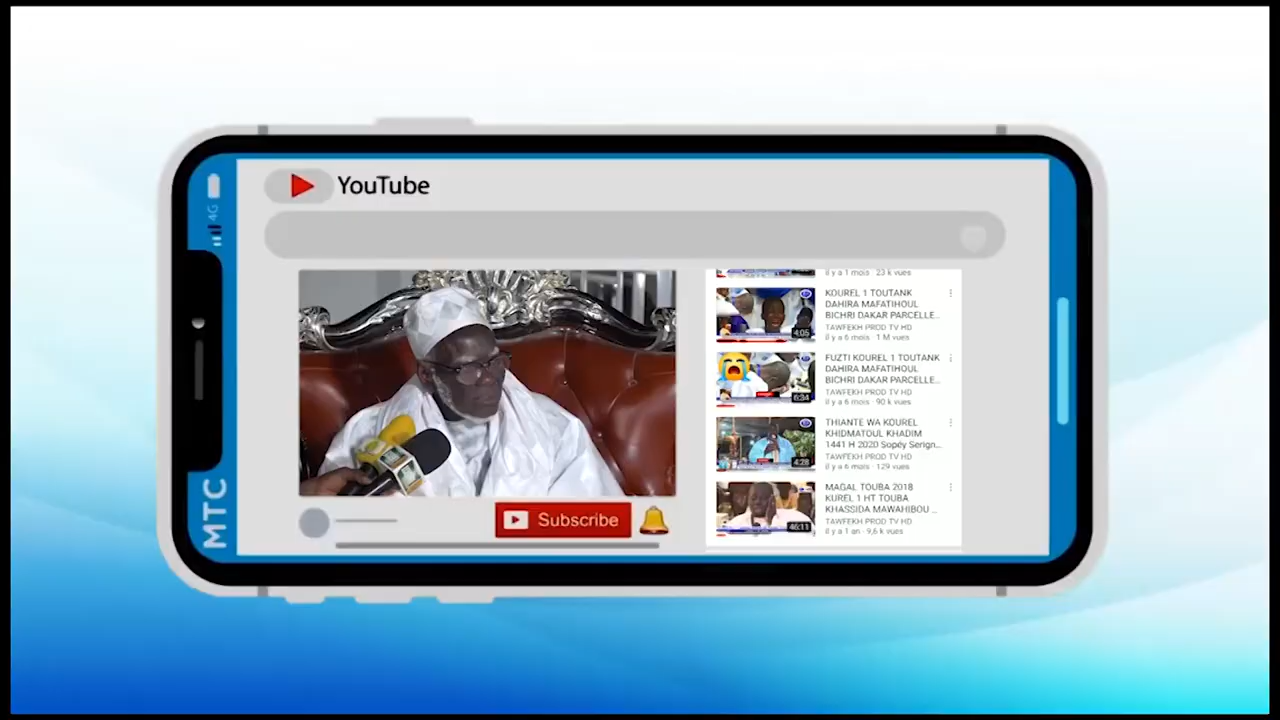 4G
MTC
YouTube
Subscribe
il y a 1 mois · 23 k vues
KOUREL 1 TOUTANK
DAHIRA MAFATIHOUL
BICHRI DAKAR PARCELLE...
TAWFEKH PROD TV HD
il y a 6 mois · 1 M vues
4:05
FUZTI KOUREL 1 TOUTANK
DAHIRA MAFATIHOUL
BICHRI DAKAR PARCELLE...
TAWFEKH PROD TV HD
il y a 6 mois · 90 k vues
6:34
THIANTE WA KOUREL
KHIDMATOUL KHADIM
1441 H 2020 Sopéy Serign...
TAWFEKH PROD TV HD
il y a 6 mois · 129 vues
4:28
MAGAL TOUBA 2018
KUREL 1 HT TOUBA
KHASSIDA MAWAHIBOU ...
TAWFEKH PROD TV HD
il y a 1 an · 9,6 k vues
46:11